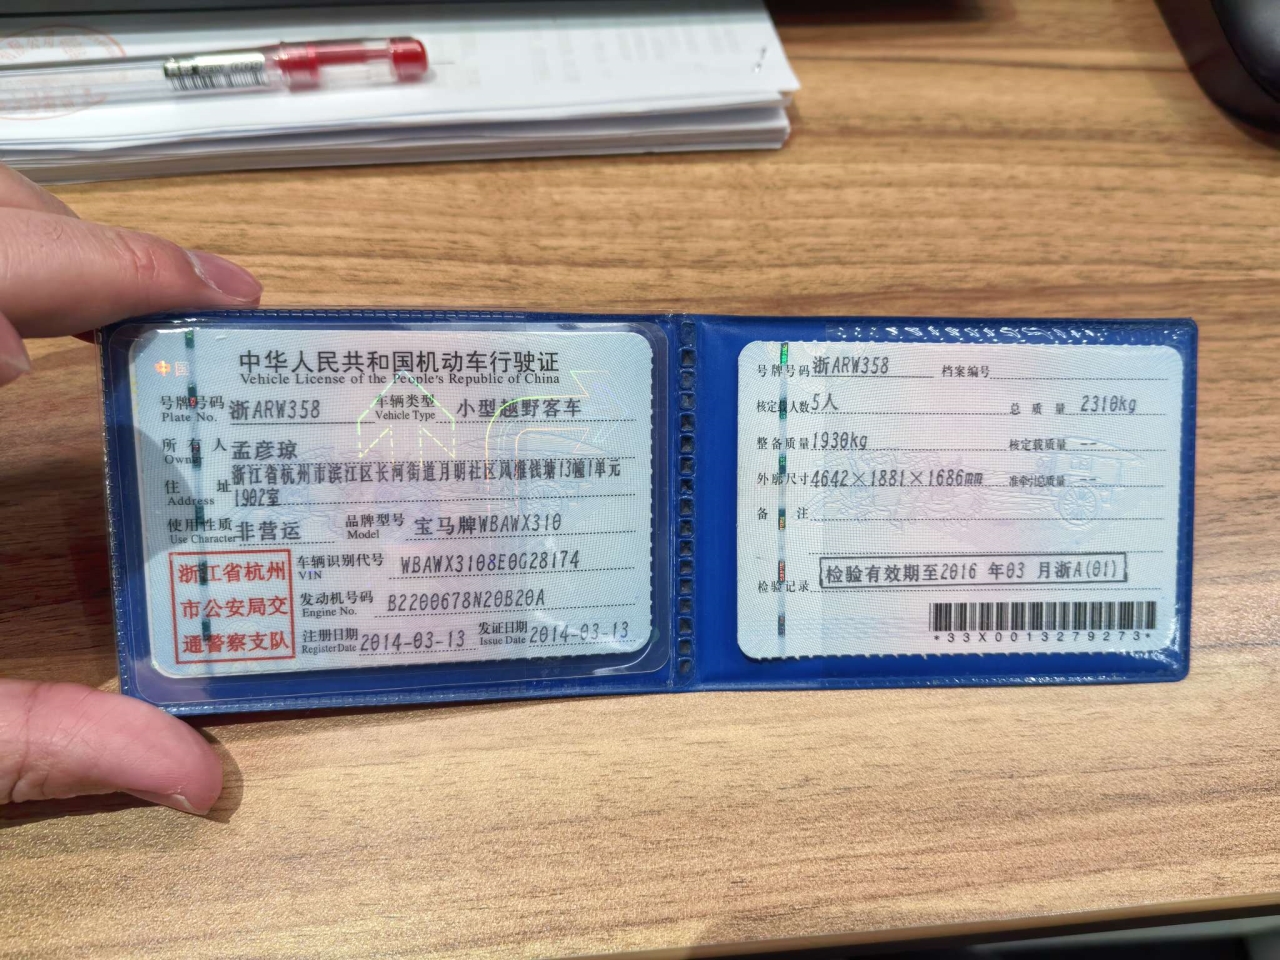 中国
中华人民共和国机动车行驶证
Vehicle License of the People's Republic of China
号牌号码 浙ARW358 车辆类型 小型越野客车
Plate No. Vehicle Type
所有人 孟彦琼
Owner
住址 浙江省杭州市滨江区长河街道月明社区风雅钱塘13幢1单元
Address 1902室
使用性质 非营运 品牌型号 宝马牌WBAWX310
Use Character Model
浙江省杭州
市公安局交
通警察支队
车辆识别代号 WBAWX3108E0G28174
VIN
发动机号码 B2200678N20B20A
Engine No.
注册日期 2014-03-13 发证日期 2014-03-13
Register Date Issue Date
号牌号码 浙ARW358 档案编号
核定载人数 5人 总质量 2310kg
整备质量 1930kg 核定载质量 --
外廓尺寸 4642×1881×1686mm 准牵引总质量 --
备注
检验记录 检验有效期至2016 年03 月浙A(01)
*33X0013279273*